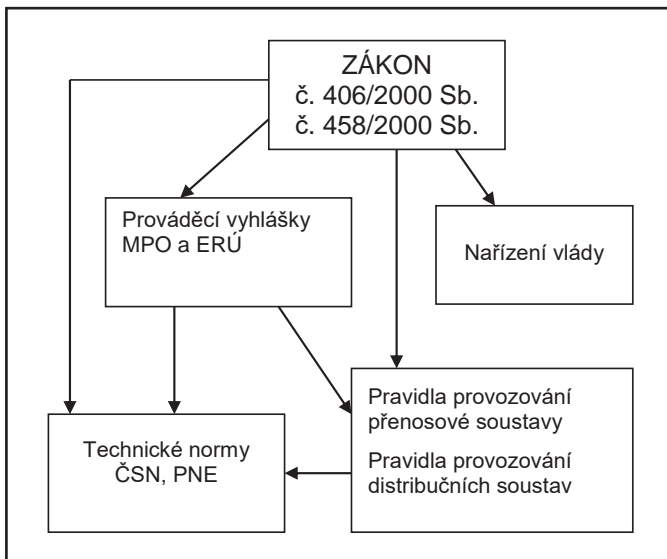 ZÁKON
č. 406/2000 Sb.
č. 458/2000 Sb.
Prováděcí vyhlášky
MPO a ERÚ
Nařízení vlády
Pravidla provozování
přenosové soustavy
Pravidla provozování
distribučních soustav
Technické normy
ČSN, PNE